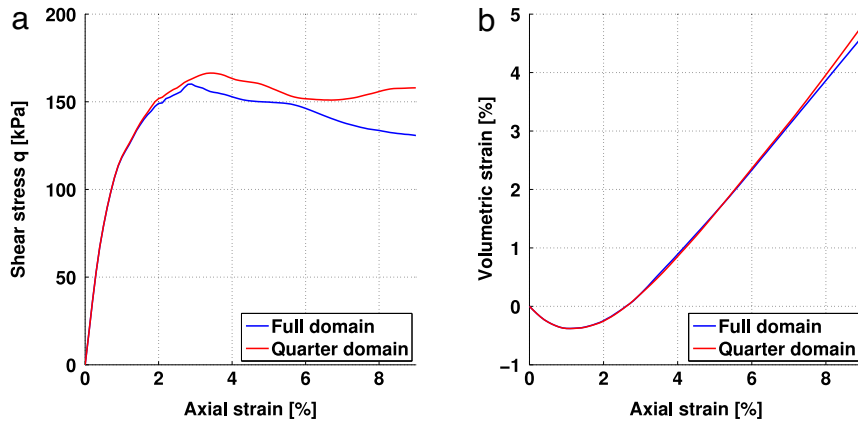 a
200
150
100
50
0
0 2 4 6 8
Shear stress q [kPa]
Axial strain [%]
Full domain
Quarter domain
b
5
4
3
2
1
0
−1
0 2 4 6 8
Volumetric strain [%]
Axial strain [%]
Full domain
Quarter domain